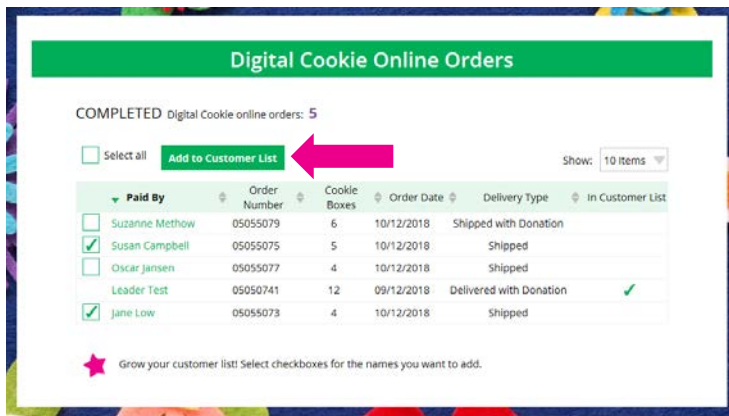 Digital Cookie Online Orders
COMPLETED Digital Cookie online orders: 5
Select all Add to Customer List Show: 10 Items
Paid By Order Number Cookie Boxes Order Date Delivery Type In Customer List
Suzanne Methow 05055079 6 10/12/2018 Shipped with Donation
Susan Campbell 05055075 5 10/12/2018 Shipped
Oscar Jansen 05055077 4 10/12/2018 Shipped
Leader Test 05050741 12 09/12/2018 Delivered with Donation ✓
Jane Low 05055073 4 10/12/2018 Shipped
Grow your customer list! Select checkboxes for the names you want to add.